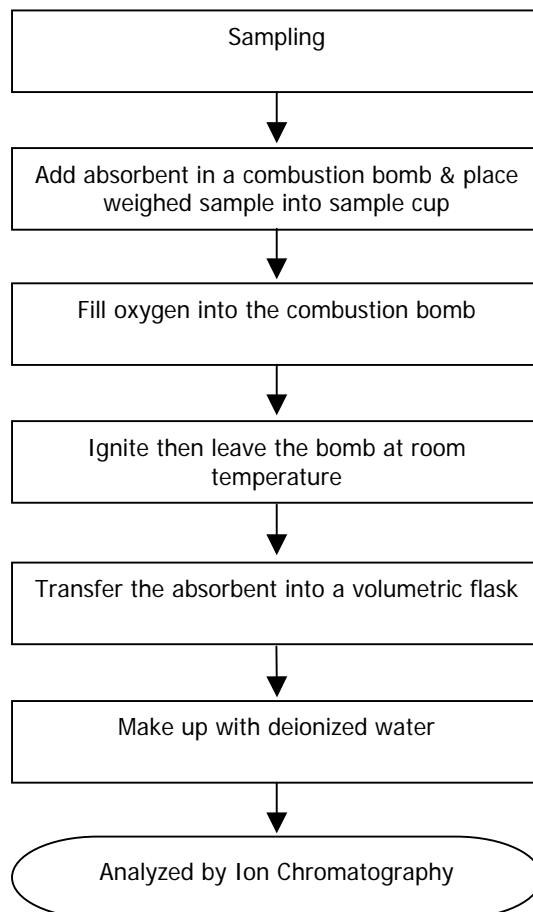 Sampling
Add absorbent in a combustion bomb & place
weighed sample into sample cup
Fill oxygen into the combustion bomb
Ignite then leave the bomb at room
temperature
Transfer the absorbent into a volumetric flask
Make up with deionized water
Analyzed by Ion Chromatography